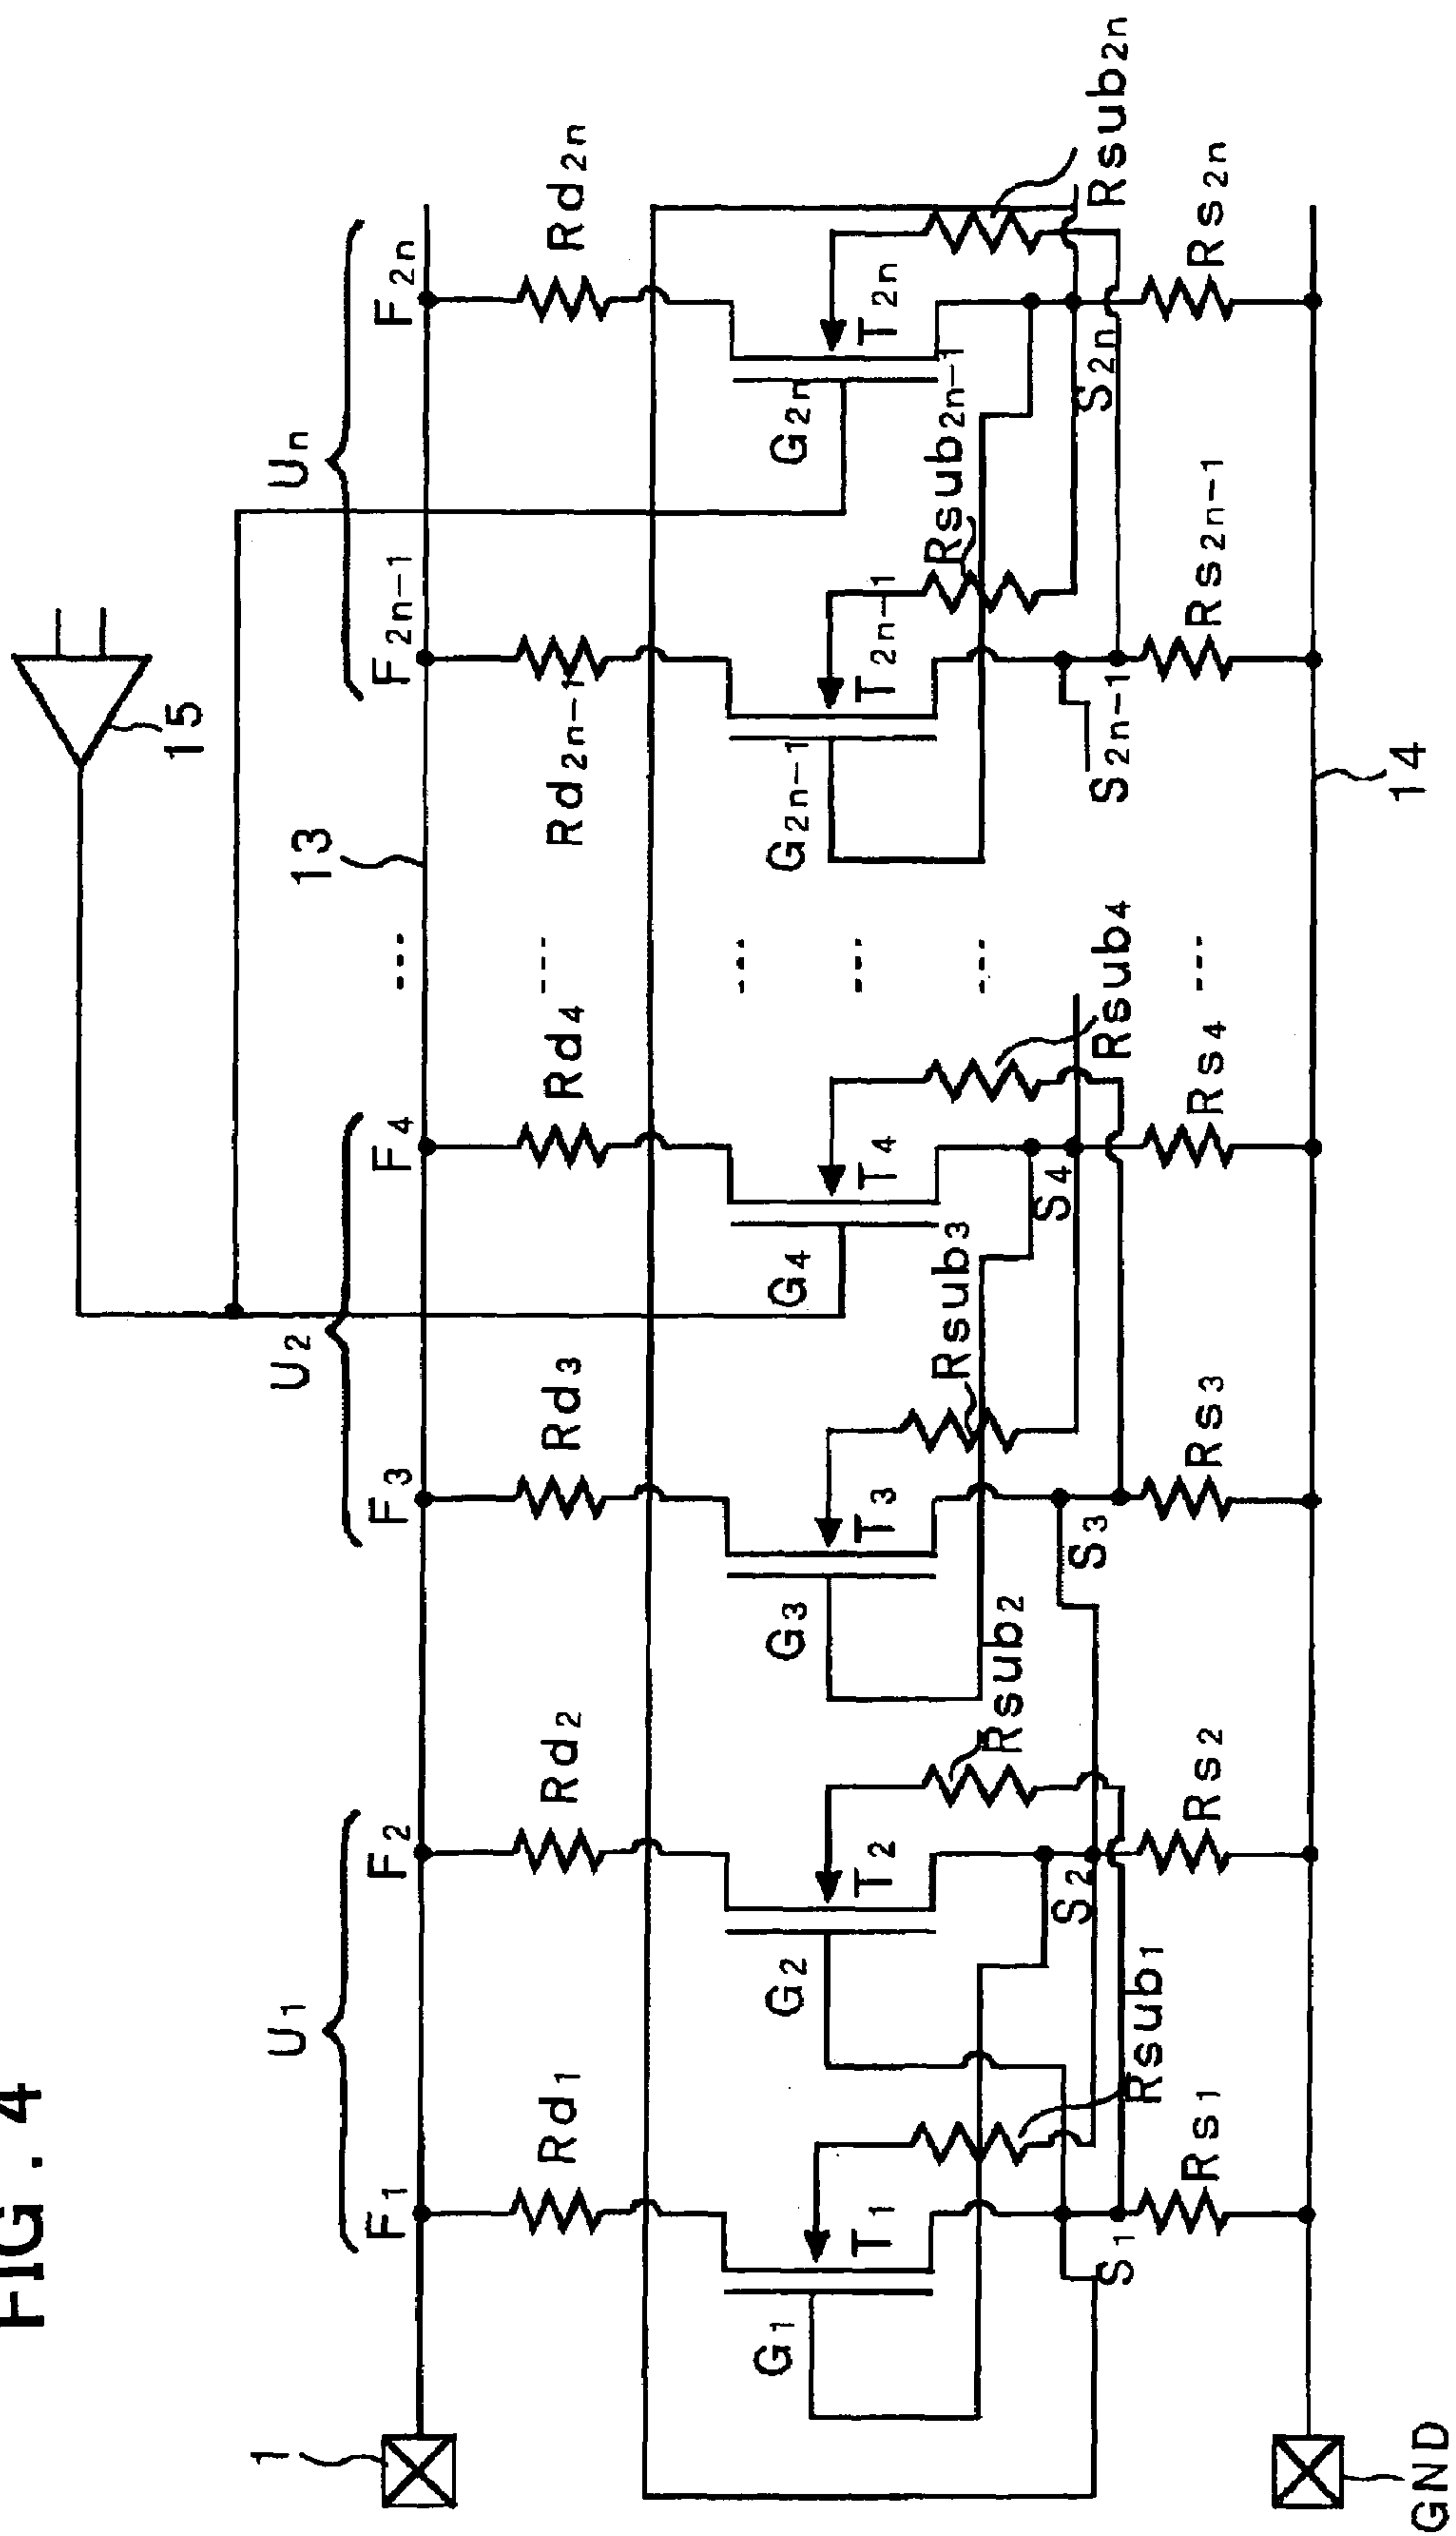 FIG. 4
15
U₁ U₂ Uₙ
1 F₁ F₂ F₃ F₄ 13 F₂ₙ₋₁ F₂ₙ
Rd₁ Rd₂ Rd₃ Rd₄ --- Rd₂ₙ₋₁ Rd₂ₙ
G₁ G₂ G₃ G₄ G₂ₙ₋₁ G₂ₙ
T₁ T₂ T₃ T₄ T₂ₙ₋₁ T₂ₙ
Rsub₁ Rsub₂ Rsub₃ Rsub₄ Rsub₂ₙ₋₁ Rsub₂ₙ
S₁ S₂ S₃ S₄ S₂ₙ₋₁ S₂ₙ
Rs₁ Rs₂ Rs₃ Rs₄ --- Rs₂ₙ₋₁ Rs₂ₙ
GND 14